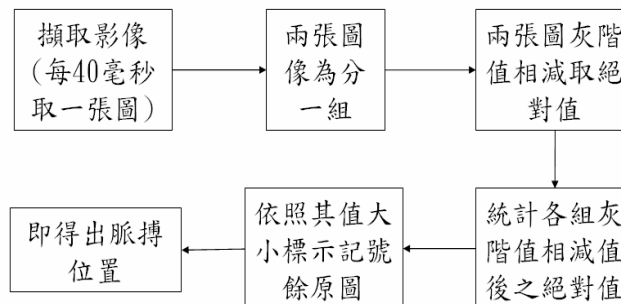 擷取影像
(每40毫秒
取一張圖)
兩張圖
像為分
一組
兩張圖灰階
值相減取絕
對值
統計各組灰
階值相減值
後之絕對值
依照其值大
小標示記號
餘原圖
即得出脈搏
位置